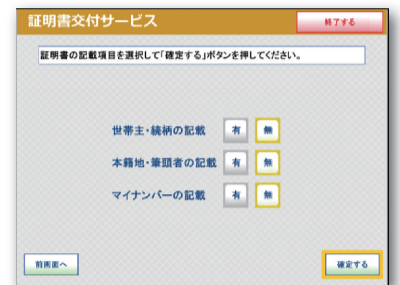 証明書交付サービス
終了する
証明書の記載項目を選択して「確定する」ボタンを押してください。
世帯主・続柄の記載 有 無
本籍地・筆頭者の記載 有 無
マイナンバーの記載 有 無
前画面へ
確定する